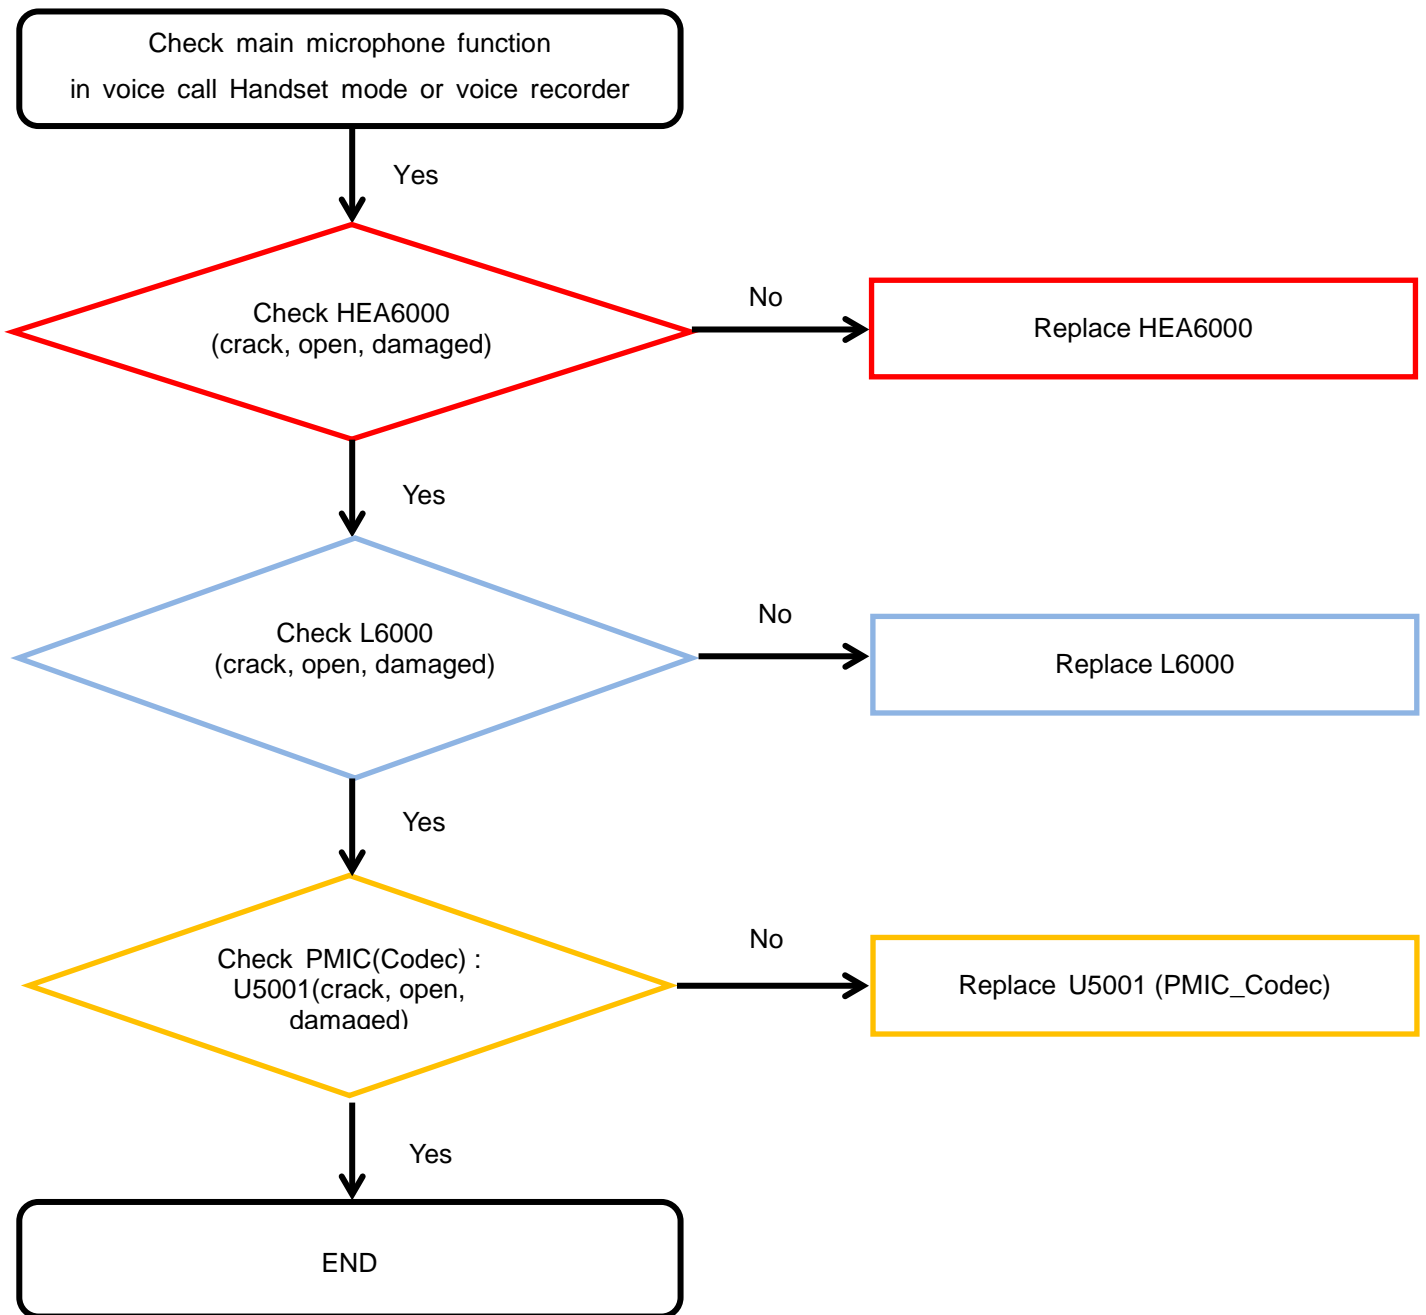 Check main microphone function
in voice call Handset mode or voice recorder
Yes
Check HEA6000
(crack, open, damaged)
No
Replace HEA6000
Yes
Check L6000
(crack, open, damaged)
No
Replace L6000
Yes
Check PMIC(Codec) :
U5001(crack, open,
damaged)
No
Replace U5001 (PMIC_Codec)
Yes
END